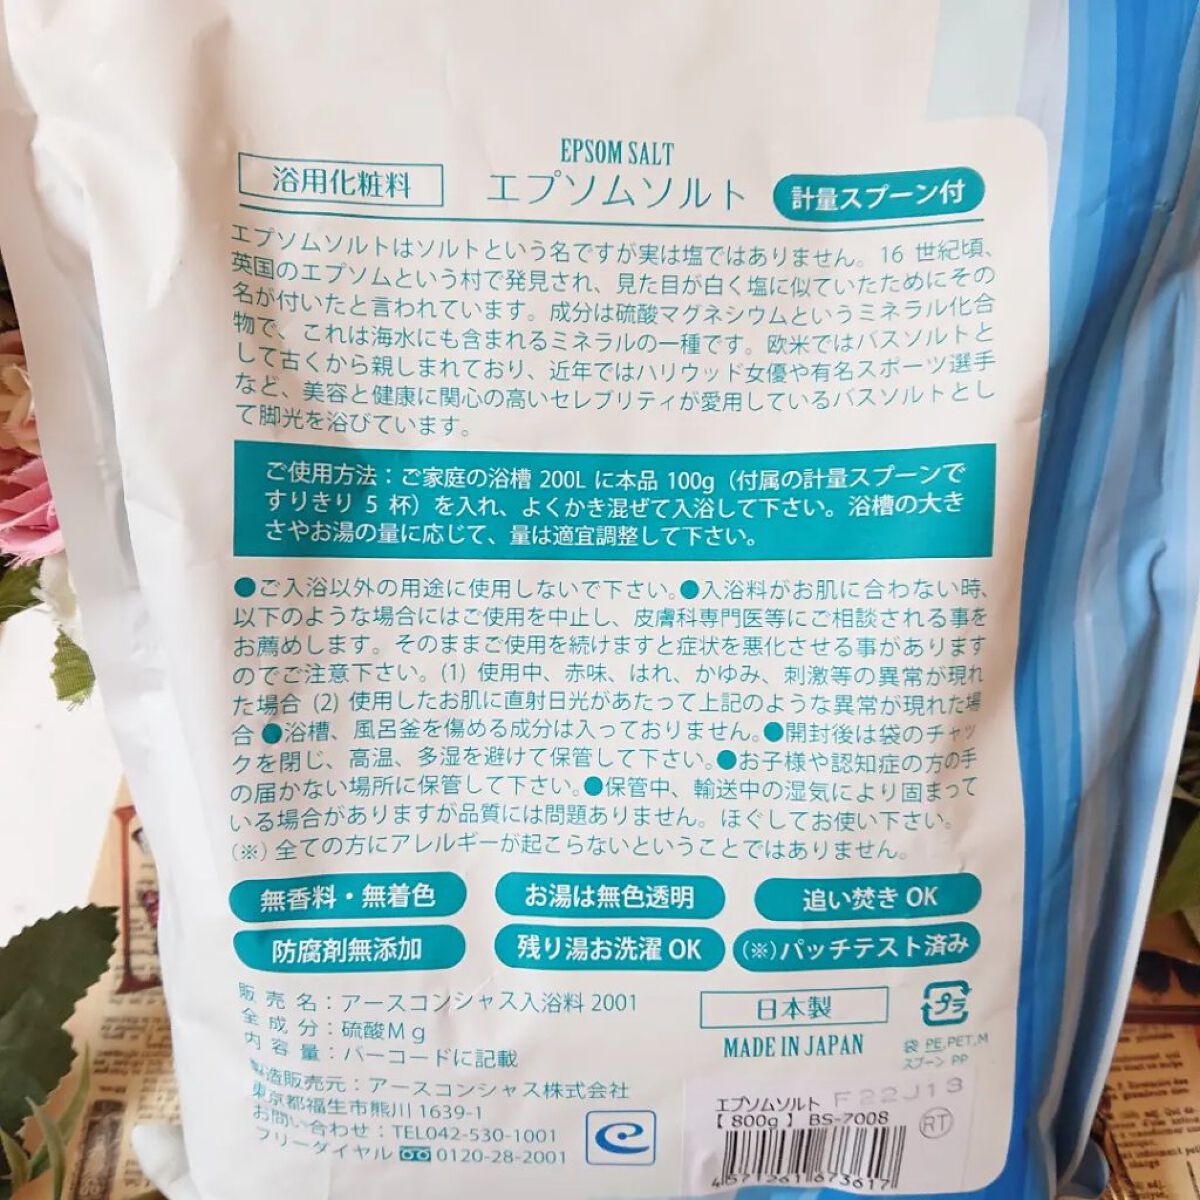 EPSOM SALT
浴用化粧料
エプソムソルト
計量スプーン付
エプソムソルトはソルトという名ですが実は塩ではありません。16 世紀頃、
英国のエプソムという村で発見され、見た目が白く塩に似ていたためにその
名が付いたと言われています。成分は硫酸マグネシウムというミネラル化合
物で、これは海水にも含まれるミネラルの一種です。欧米ではバスソルトと
して古くから親しまれており、近年ではハリウッド女優や有名スポーツ選手
など、美容と健康に関心の高いセレブリティが愛用しているバスソルトとし
て脚光を浴びています。
ご使用方法：ご家庭の浴槽 200L に本品 100g（付属の計量スプーンで
すりきり 5 杯）を入れ、よくかき混ぜて入浴して下さい。浴槽の大き
さやお湯の量に応じて、量は適宜調整して下さい。
●ご入浴以外の用途に使用しないで下さい。●入浴料がお肌に合わない時、
以下のような場合にはご使用を中止し、皮膚科専門医等にご相談される事を
お薦めします。そのままご使用を続けますと症状を悪化させる事があります
のでご注意下さい。(1) 使用中、赤味、はれ、かゆみ、刺激等の異常が現れ
た場合 (2) 使用したお肌に直射日光があたって上記のような異常が現れた場
合 ●浴槽、風呂釜を傷める成分は入っておりません。●開封後は袋のチャッ
クを閉じ、高温、多湿を避けて保管して下さい。●お子様や認知症の方の手
の届かない場所に保管して下さい。●保管中、輸送中の湿気により固まって
いる場合がありますが品質には問題ありません。ほぐしてお使い下さい。
（※）全ての方にアレルギーが起こらないということではありません。
無香料・無着色
お湯は無色透明
追い焚き OK
防腐剤無添加
残り湯お洗濯 OK
（※）パッチテスト済み
販売名：アースコンシャス入浴料 2001
全成分：硫酸Mg
内容量：バーコードに記載
製造販売元：アースコンシャス株式会社
東京都福生市熊川 1639-1
お問い合わせ：TEL042-530-1001
フリーダイヤル 0120-28-2001
日本製
MADE IN JAPAN
プラ
袋 PE,PET,M
スプーン PP
エプソムソルト F22J13
【 800g 】 BS-7008
RT
4571261673617